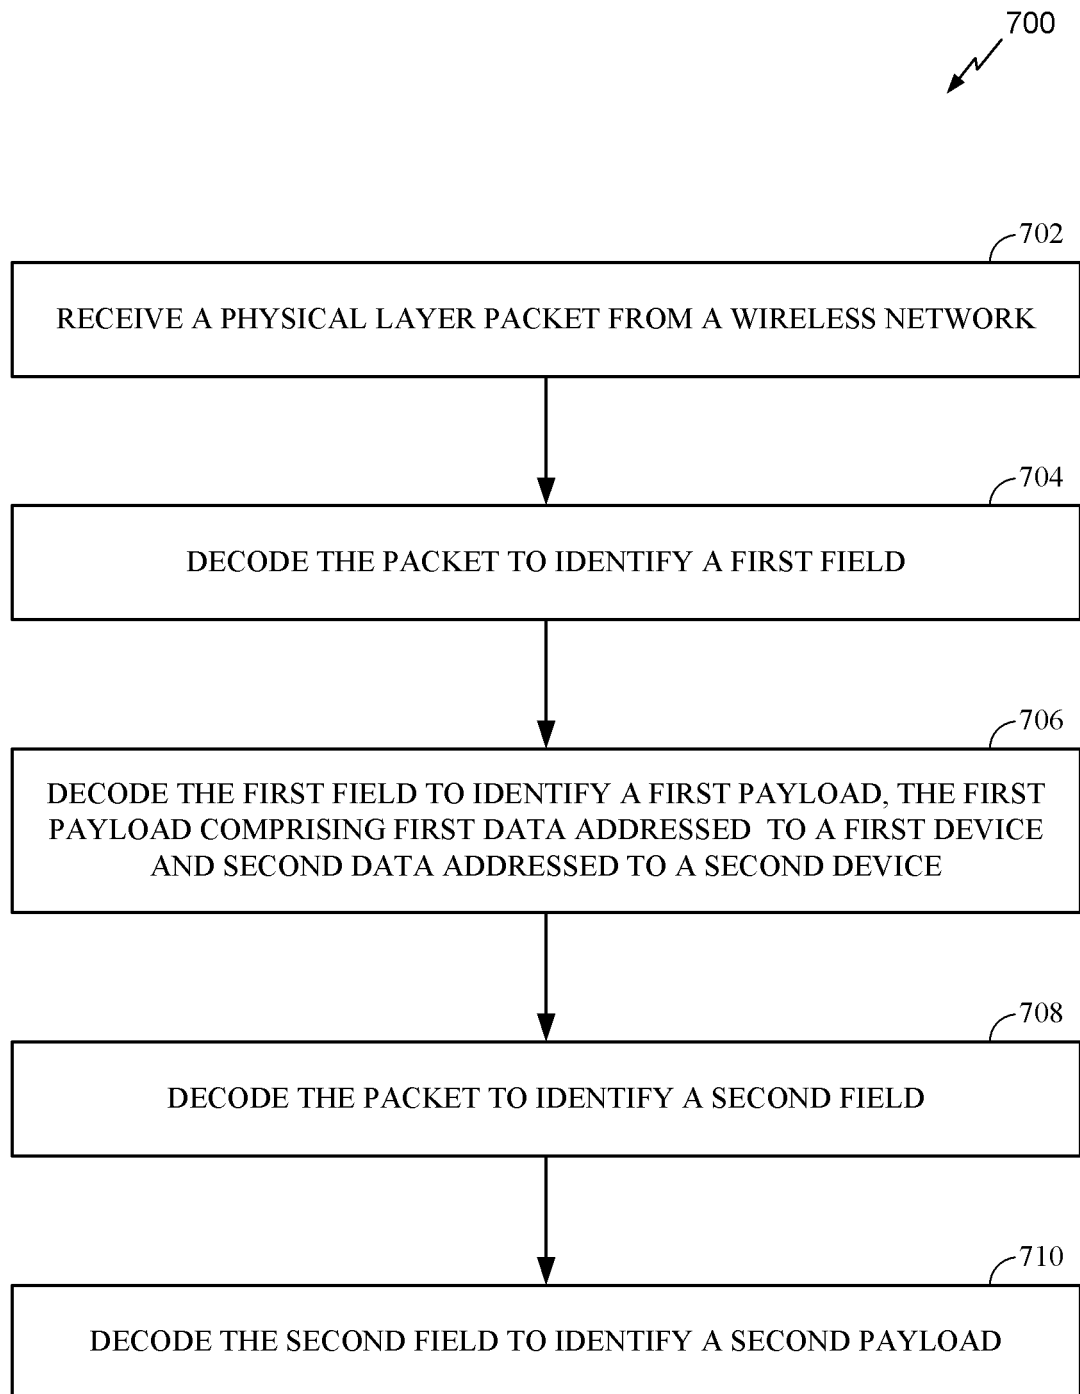 700
702
RECEIVE A PHYSICAL LAYER PACKET FROM A WIRELESS NETWORK
704
DECODE THE PACKET TO IDENTIFY A FIRST FIELD
706
DECODE THE FIRST FIELD TO IDENTIFY A FIRST PAYLOAD, THE FIRST
PAYLOAD COMPRISING FIRST DATA ADDRESSED  TO A FIRST DEVICE
AND SECOND DATA ADDRESSED TO A SECOND DEVICE
708
DECODE THE PACKET TO IDENTIFY A SECOND FIELD
710
DECODE THE SECOND FIELD TO IDENTIFY A SECOND PAYLOAD